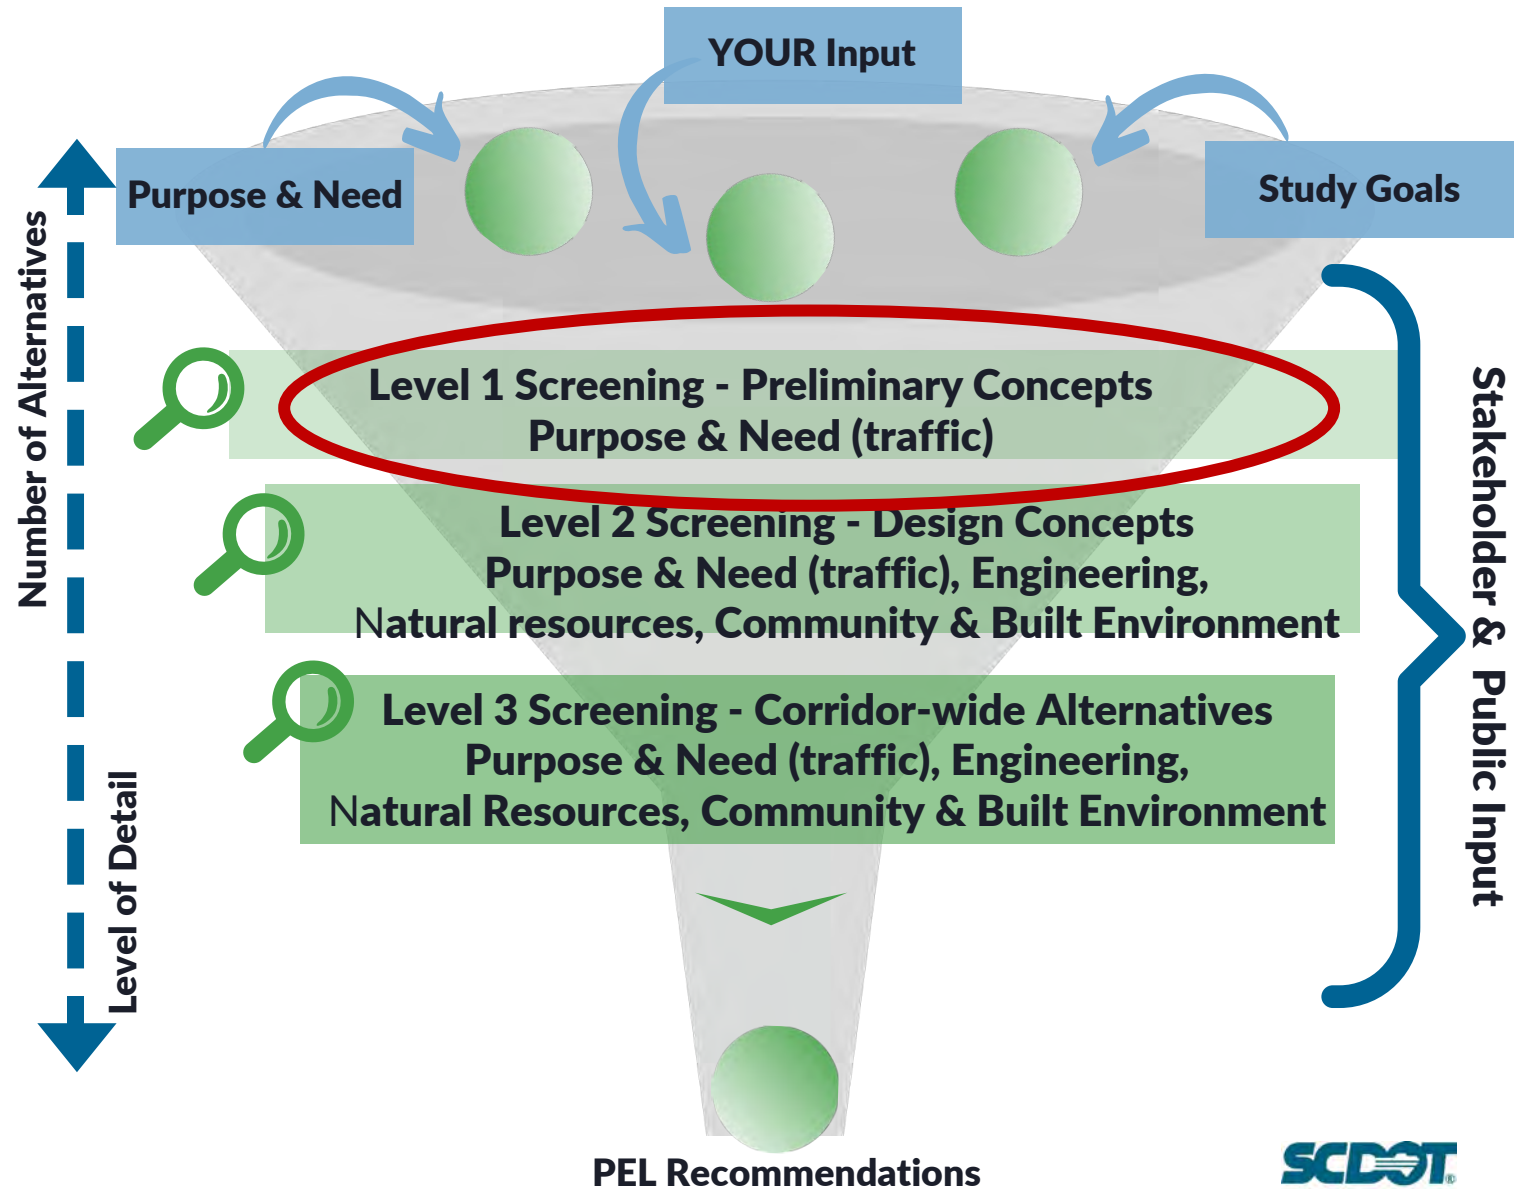 YOUR Input
Purpose & Need
Study Goals
Number of Alternatives
Level of Detail
Level 1 Screening - Preliminary Concepts
Purpose & Need (traffic)
Level 2 Screening - Design Concepts
Purpose & Need (traffic), Engineering,
Natural resources, Community & Built Environment
Level 3 Screening - Corridor-wide Alternatives
Purpose & Need (traffic), Engineering,
Natural Resources, Community & Built Environment
Stakeholder & Public Input
PEL Recommendations
SCDOT®